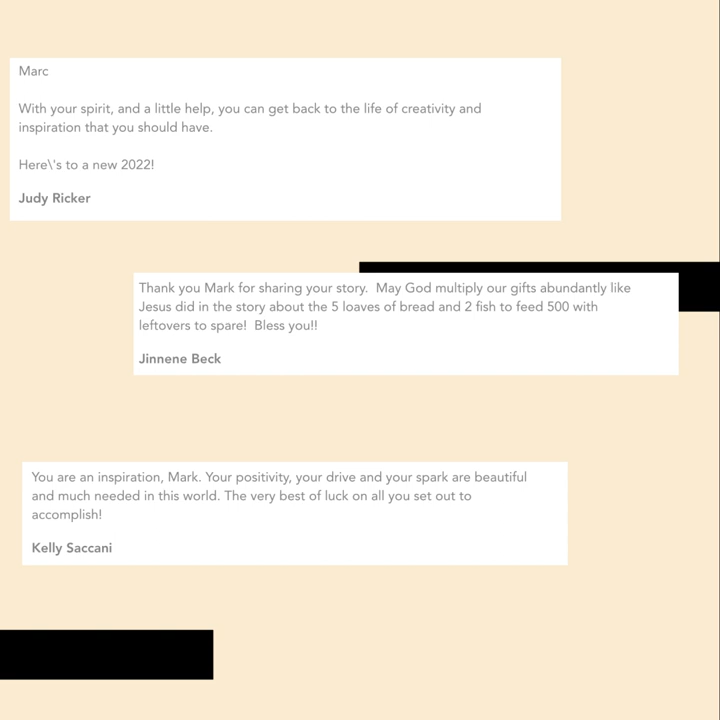 Marc
With your spirit, and a little help, you can get back to the life of creativity and
inspiration that you should have.
Here\'s to a new 2022!
Judy Ricker
Thank you Mark for sharing your story.  May God multiply our gifts abundantly like
Jesus did in the story about the 5 loaves of bread and 2 fish to feed 500 with
leftovers to spare!  Bless you!!
Jinnene Beck
You are an inspiration, Mark. Your positivity, your drive and your spark are beautiful
and much needed in this world. The very best of luck on all you set out to
accomplish!
Kelly Saccani